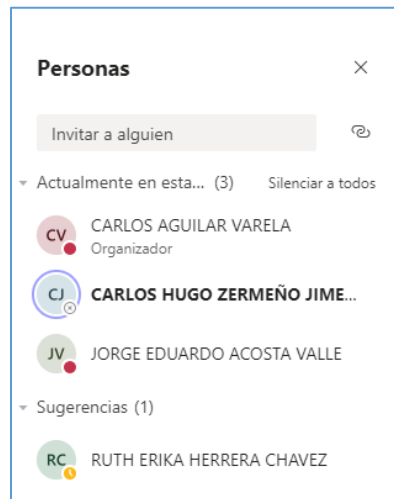 Personas
Invitar a alguien
Actualmente en esta... (3) Silenciar a todos
CV CARLOS AGUILAR VARELA
Organizador
CJ CARLOS HUGO ZERMEÑO JIME...
JV JORGE EDUARDO ACOSTA VALLE
Sugerencias (1)
RC RUTH ERIKA HERRERA CHAVEZ